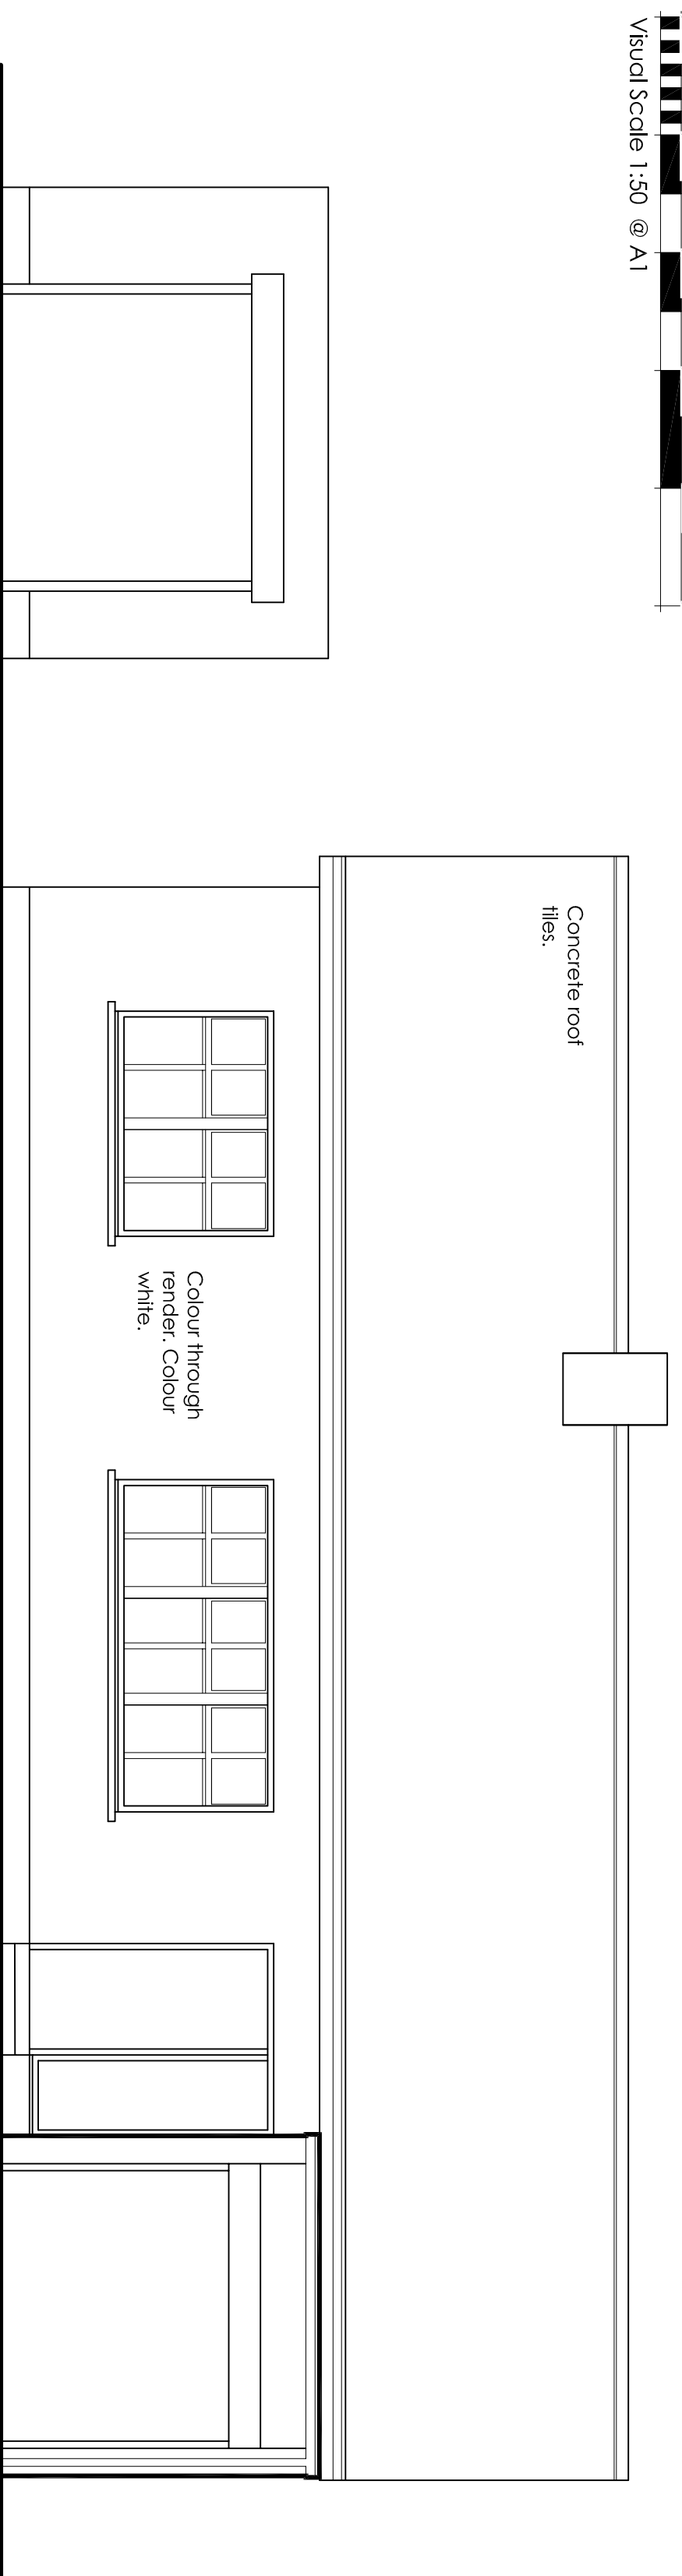 Visual Scale 1:50 @ A1
Concrete roof
tiles.
Colour through
render. Colour
white.